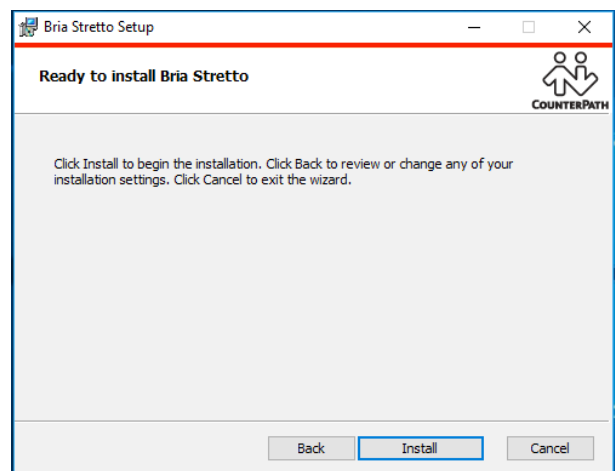 Bria Stretto Setup
Ready to install Bria Stretto
COUNTERPATH
Click Install to begin the installation. Click Back to review or change any of your
installation settings. Click Cancel to exit the wizard.
Back Install Cancel